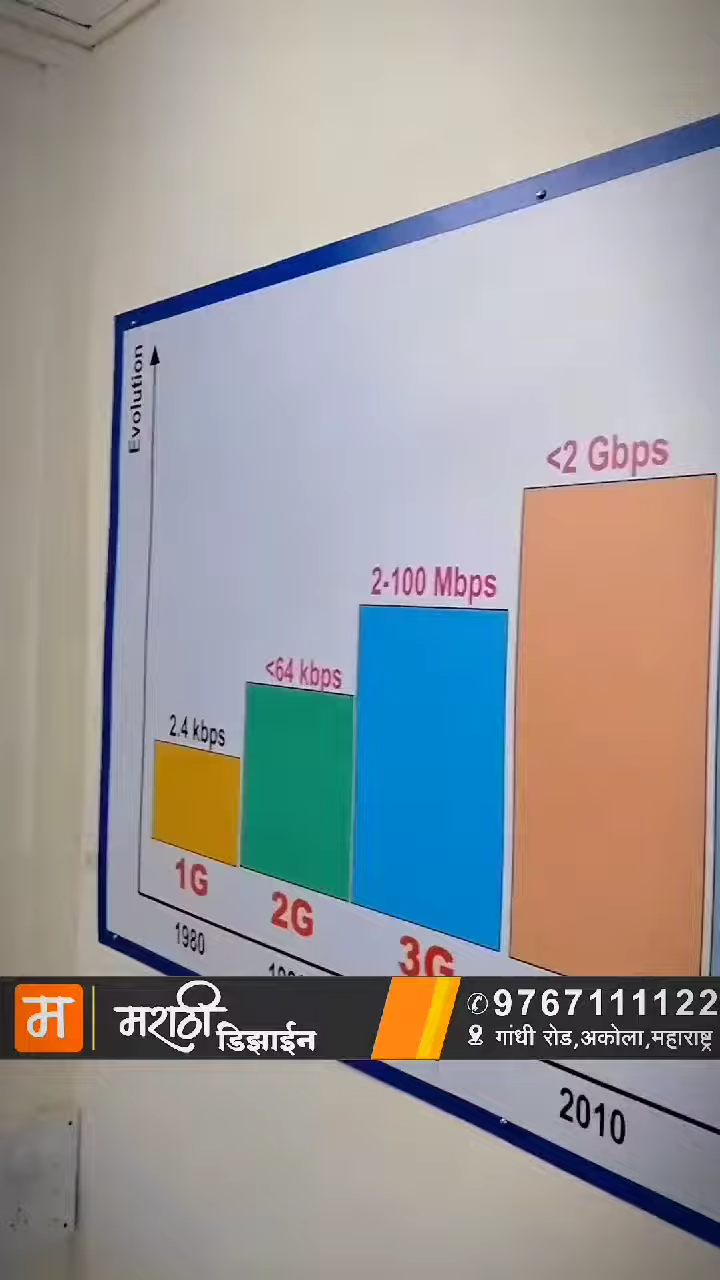 Evolution
<2 Gbps
2-100 Mbps
<64 kbps
2.4 kbps
1G
2G
3G
1980
म
मराठी डिझाईन
9767111122
गांधी रोड,अकोला,महाराष्ट्र
2010